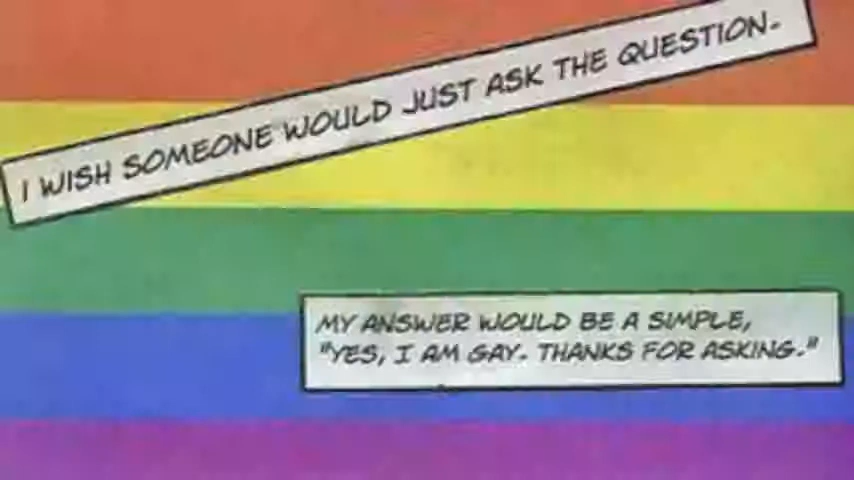 I WISH SOMEONE WOULD JUST ASK THE QUESTION.
MY ANSWER WOULD BE A SIMPLE,
"YES, I AM GAY. THANKS FOR ASKING."